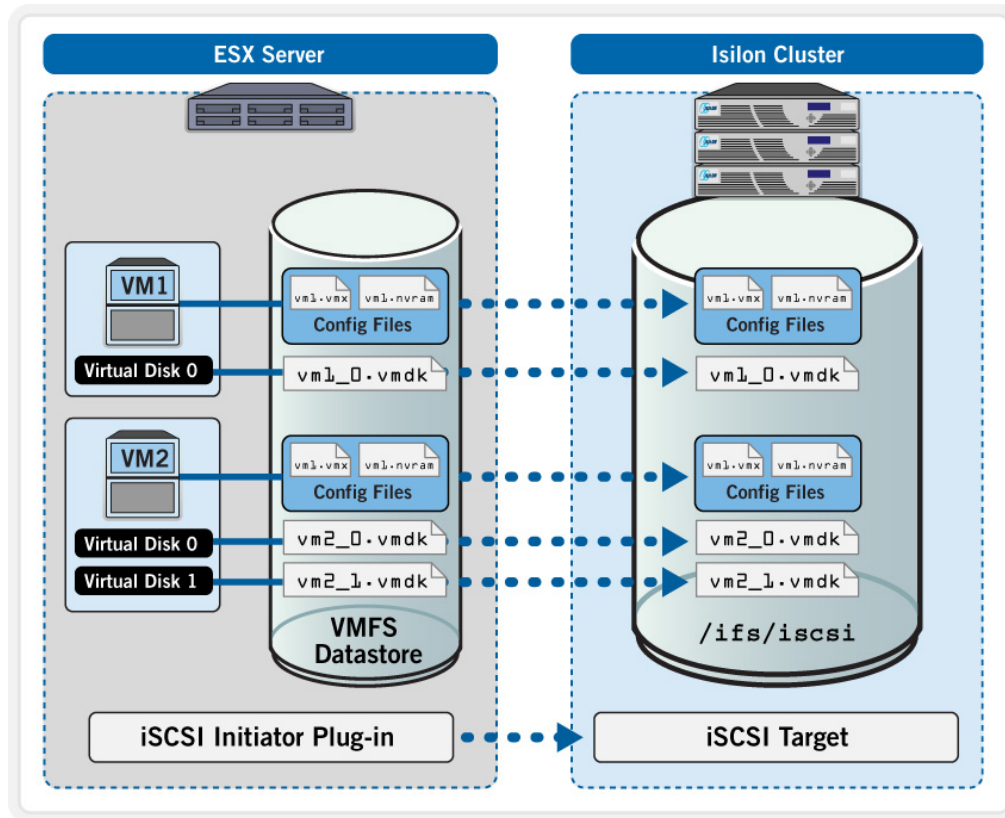 ESX Server
Isilon Cluster
VM1
vm1.vmx
vm1.nvram
Config Files
Virtual Disk 0
vm1_0.vmdk
VM2
vm1.vmx
vm1.nvram
Config Files
Virtual Disk 0
vm2_0.vmdk
Virtual Disk 1
vm2_1.vmdk
VMFS
Datastore
iSCSI Initiator Plug-in
vm1.vmx
vm1.nvram
Config Files
vm1_0.vmdk
vm1.vmx
vm1.nvram
Config Files
vm2_0.vmdk
vm2_1.vmdk
/ifs/iscsi
iSCSI Target